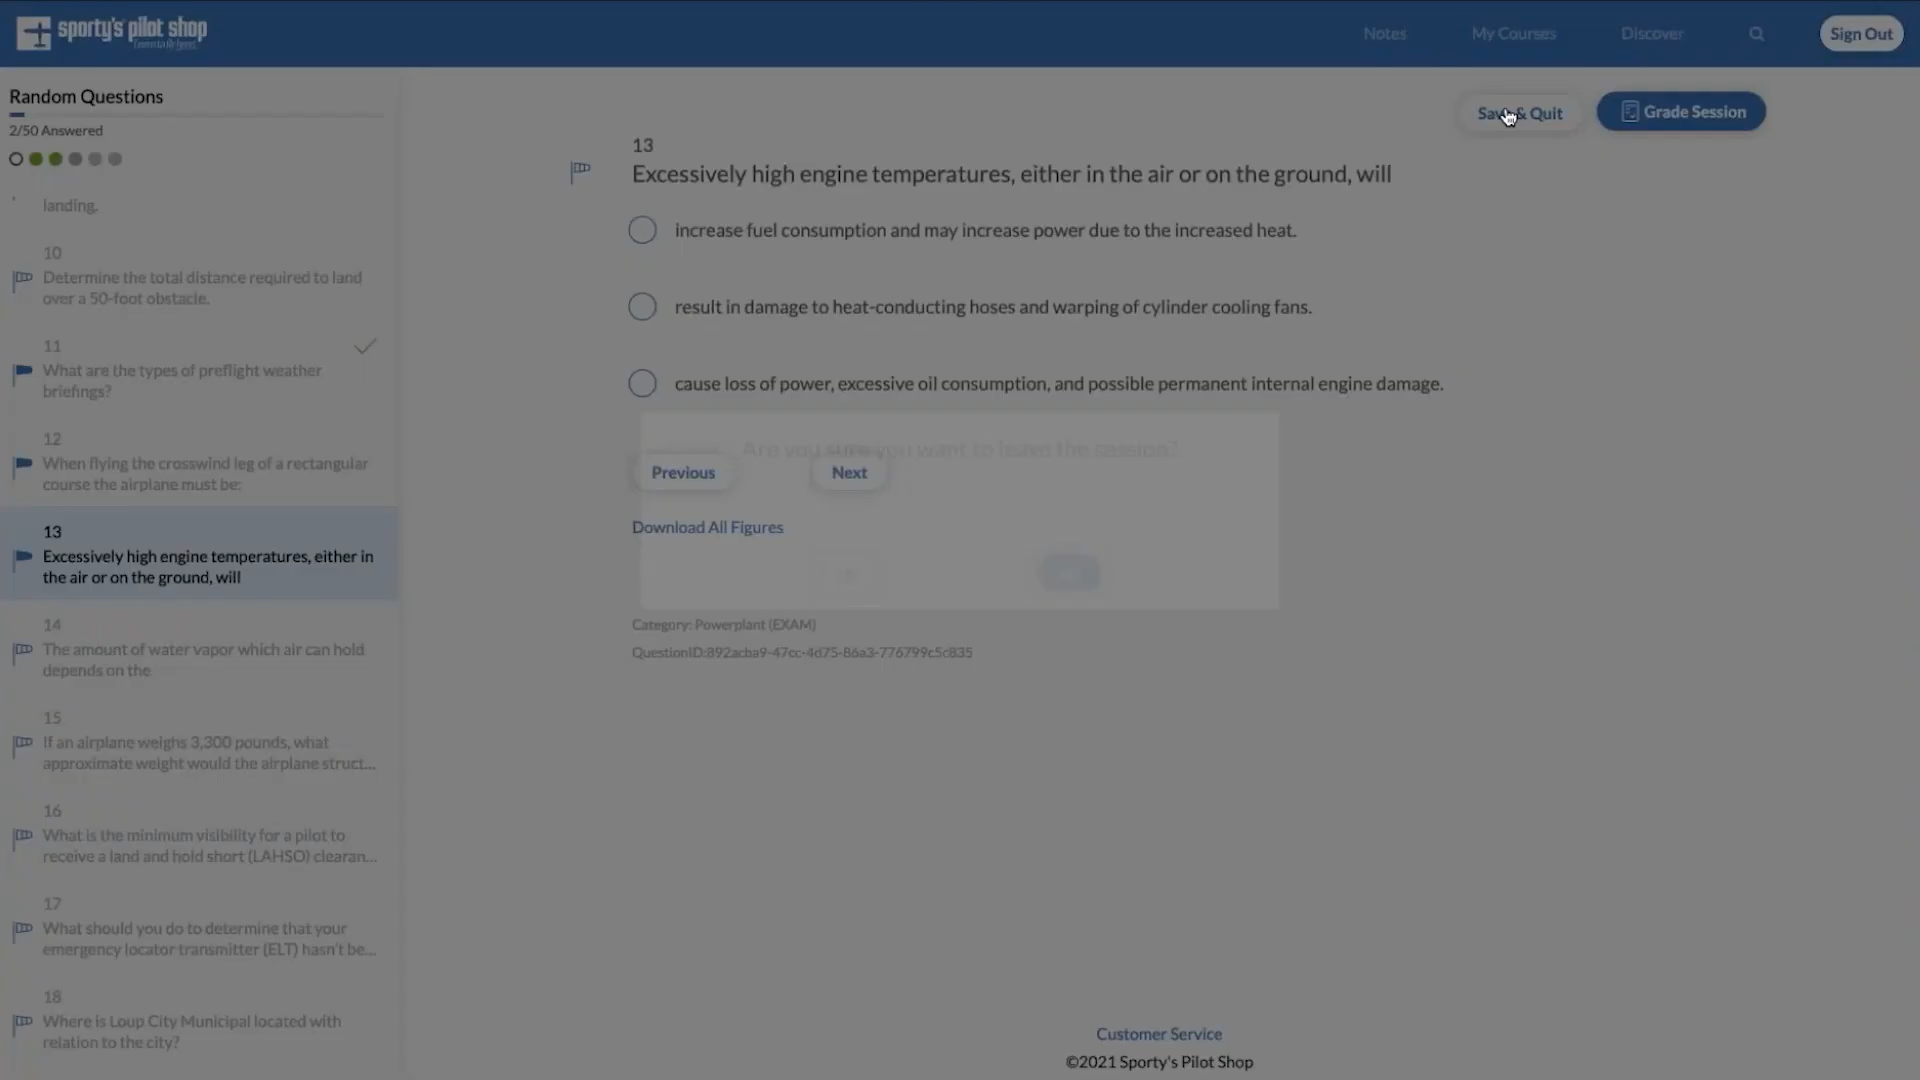 sporty's pilot shop
Notes
My Courses
Discover
Sign Out
Random Questions
2/50 Answered
landing.
10
Determine the total distance required to land
over a 50-foot obstacle.
11
What are the types of preflight weather
briefings?
12
When flying the crosswind leg of a rectangular
course the airplane must be:
13
Excessively high engine temperatures, either in
the air or on the ground, will
14
The amount of water vapor which air can hold
depends on the
15
If an airplane weighs 3,300 pounds, what
approximate weight would the airplane struct...
16
What is the minimum visibility for a pilot to
receive a land and hold short (LAHSO) clearan...
17
What should you do to determine that your
emergency locator transmitter (ELT) hasn't be...
18
Where is Loup City Municipal located with
relation to the city?
Save & Quit
Grade Session
13
Excessively high engine temperatures, either in the air or on the ground, will
increase fuel consumption and may increase power due to the increased heat.
result in damage to heat-conducting hoses and warping of cylinder cooling fans.
cause loss of power, excessive oil consumption, and possible permanent internal engine damage.
Are you sure you want to leave the session?
Previous
Next
Download All Figures
Category: Powerplant (EXAM)
QuestionID:892acba9-47cc-4d75-86a3-776799c5c835
Customer Service
©2021 Sporty's Pilot Shop